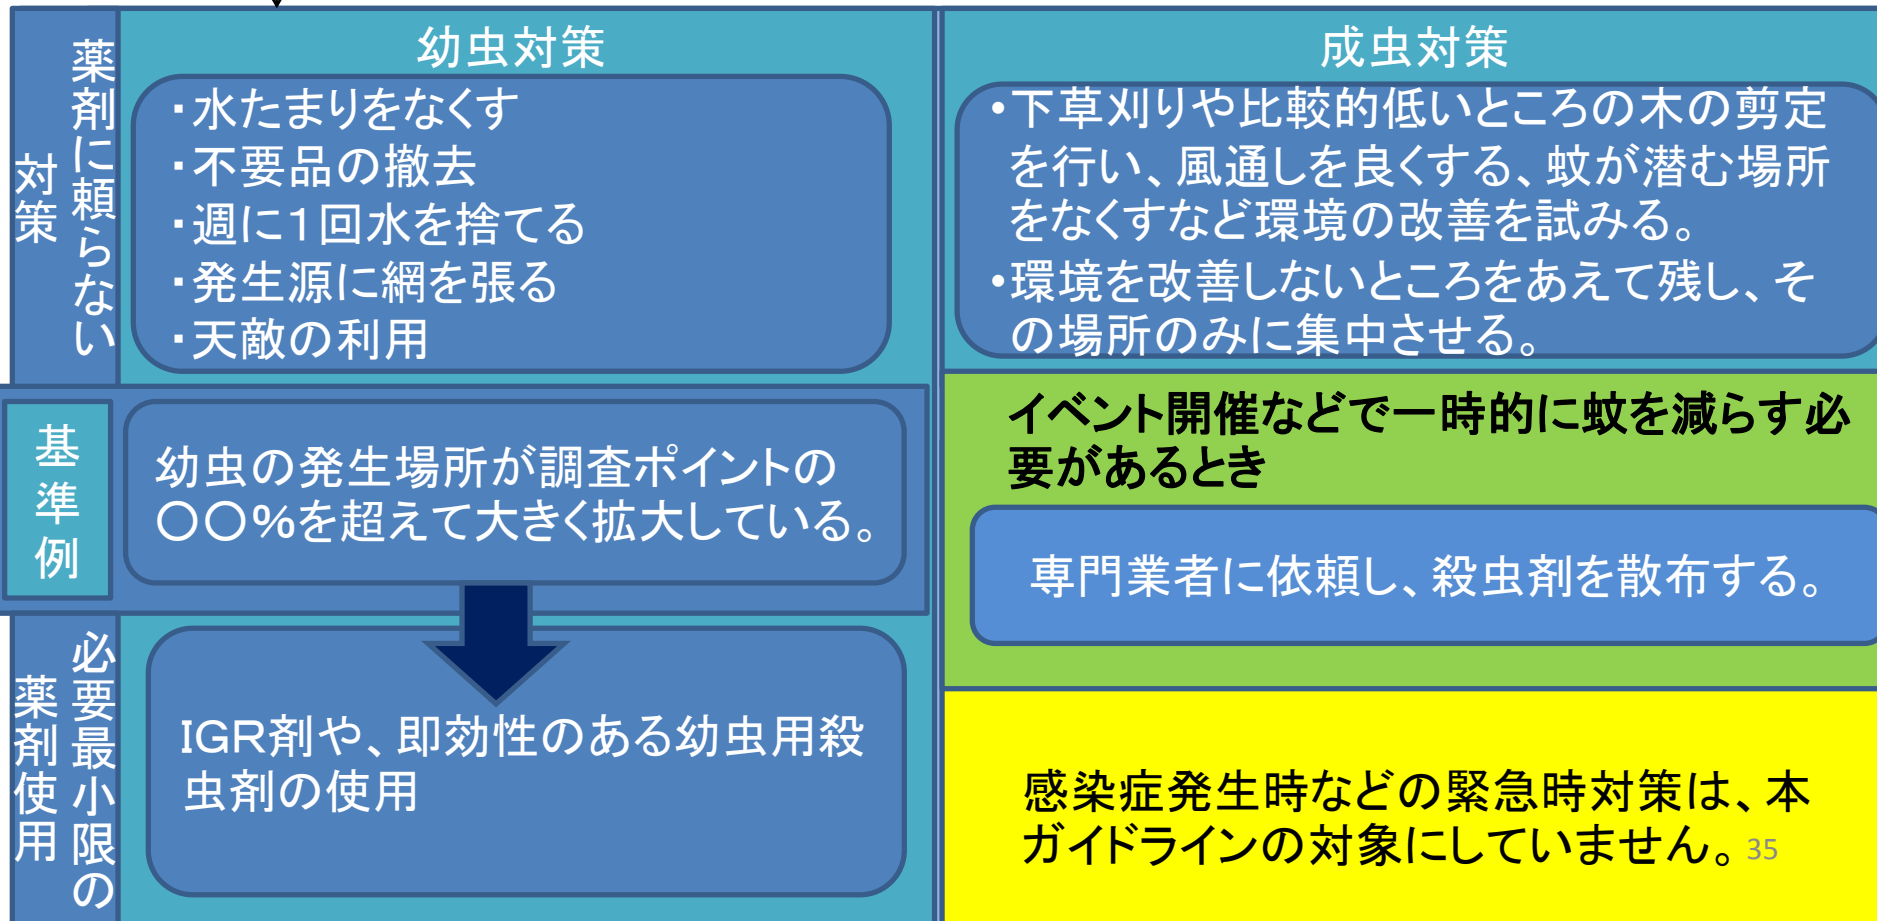 薬剤に頼らない
対策
幼虫対策
・水たまりをなくす
・不要品の撤去
・週に１回水を捨てる
・発生源に網を張る
・天敵の利用
成虫対策
•下草刈りや比較的低いところの木の剪定
を行い、風通しを良くする、蚊が潜む場所
をなくすなど環境の改善を試みる。
•環境を改善しないところをあえて残し、そ
の場所のみに集中させる。
基準例
幼虫の発生場所が調査ポイントの
〇〇%を超えて大きく拡大している。
イベント開催などで一時的に蚊を減らす必
要があるとき
専門業者に依頼し、殺虫剤を散布する。
必要最小限の
薬剤使用
IGR剤や、即効性のある幼虫用殺
虫剤の使用
感染症発生時などの緊急時対策は、本
ガイドラインの対象にしていません。
35